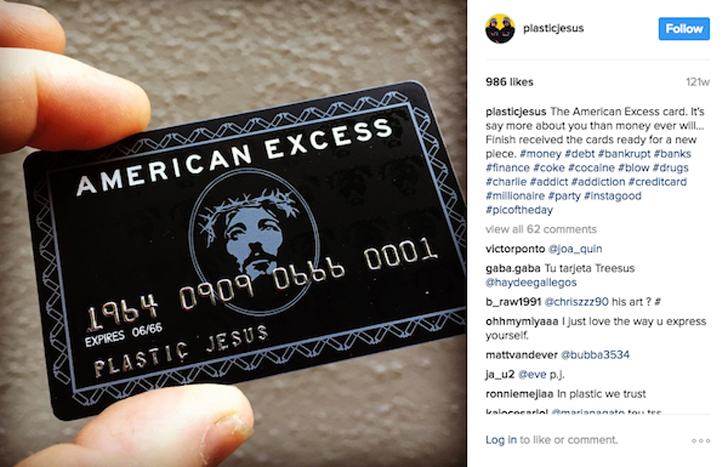 AMERICAN EXCESS
1964 0909 0666 0001
EXPIRES 06/66
PLASTIC JESUS
plasticjesus
Follow
986 likes
121w
plasticjesus The American Excess card. It's
say more about you than money ever will...
Finish received the cards ready for a new
piece. #money #debt #bankrupt #banks
#finance #coke #cocaine #blow #drugs
#charlie #addict #addiction #creditcard
#millionaire #party #instagood
#picoftheday
view all 62 comments
victorponto @joa_quin
gaba.gaba Tu tarjeta Treesus
@haydeegallegos
b_raw1991 @chriszzz90 his art ? #
ohhmymiyaaa I just love the way u express
yourself.
mattvandever @bubba3534
ja_u2 @eve p.j.
ronniemejiaa In plastic we trust
Log in to like or comment.